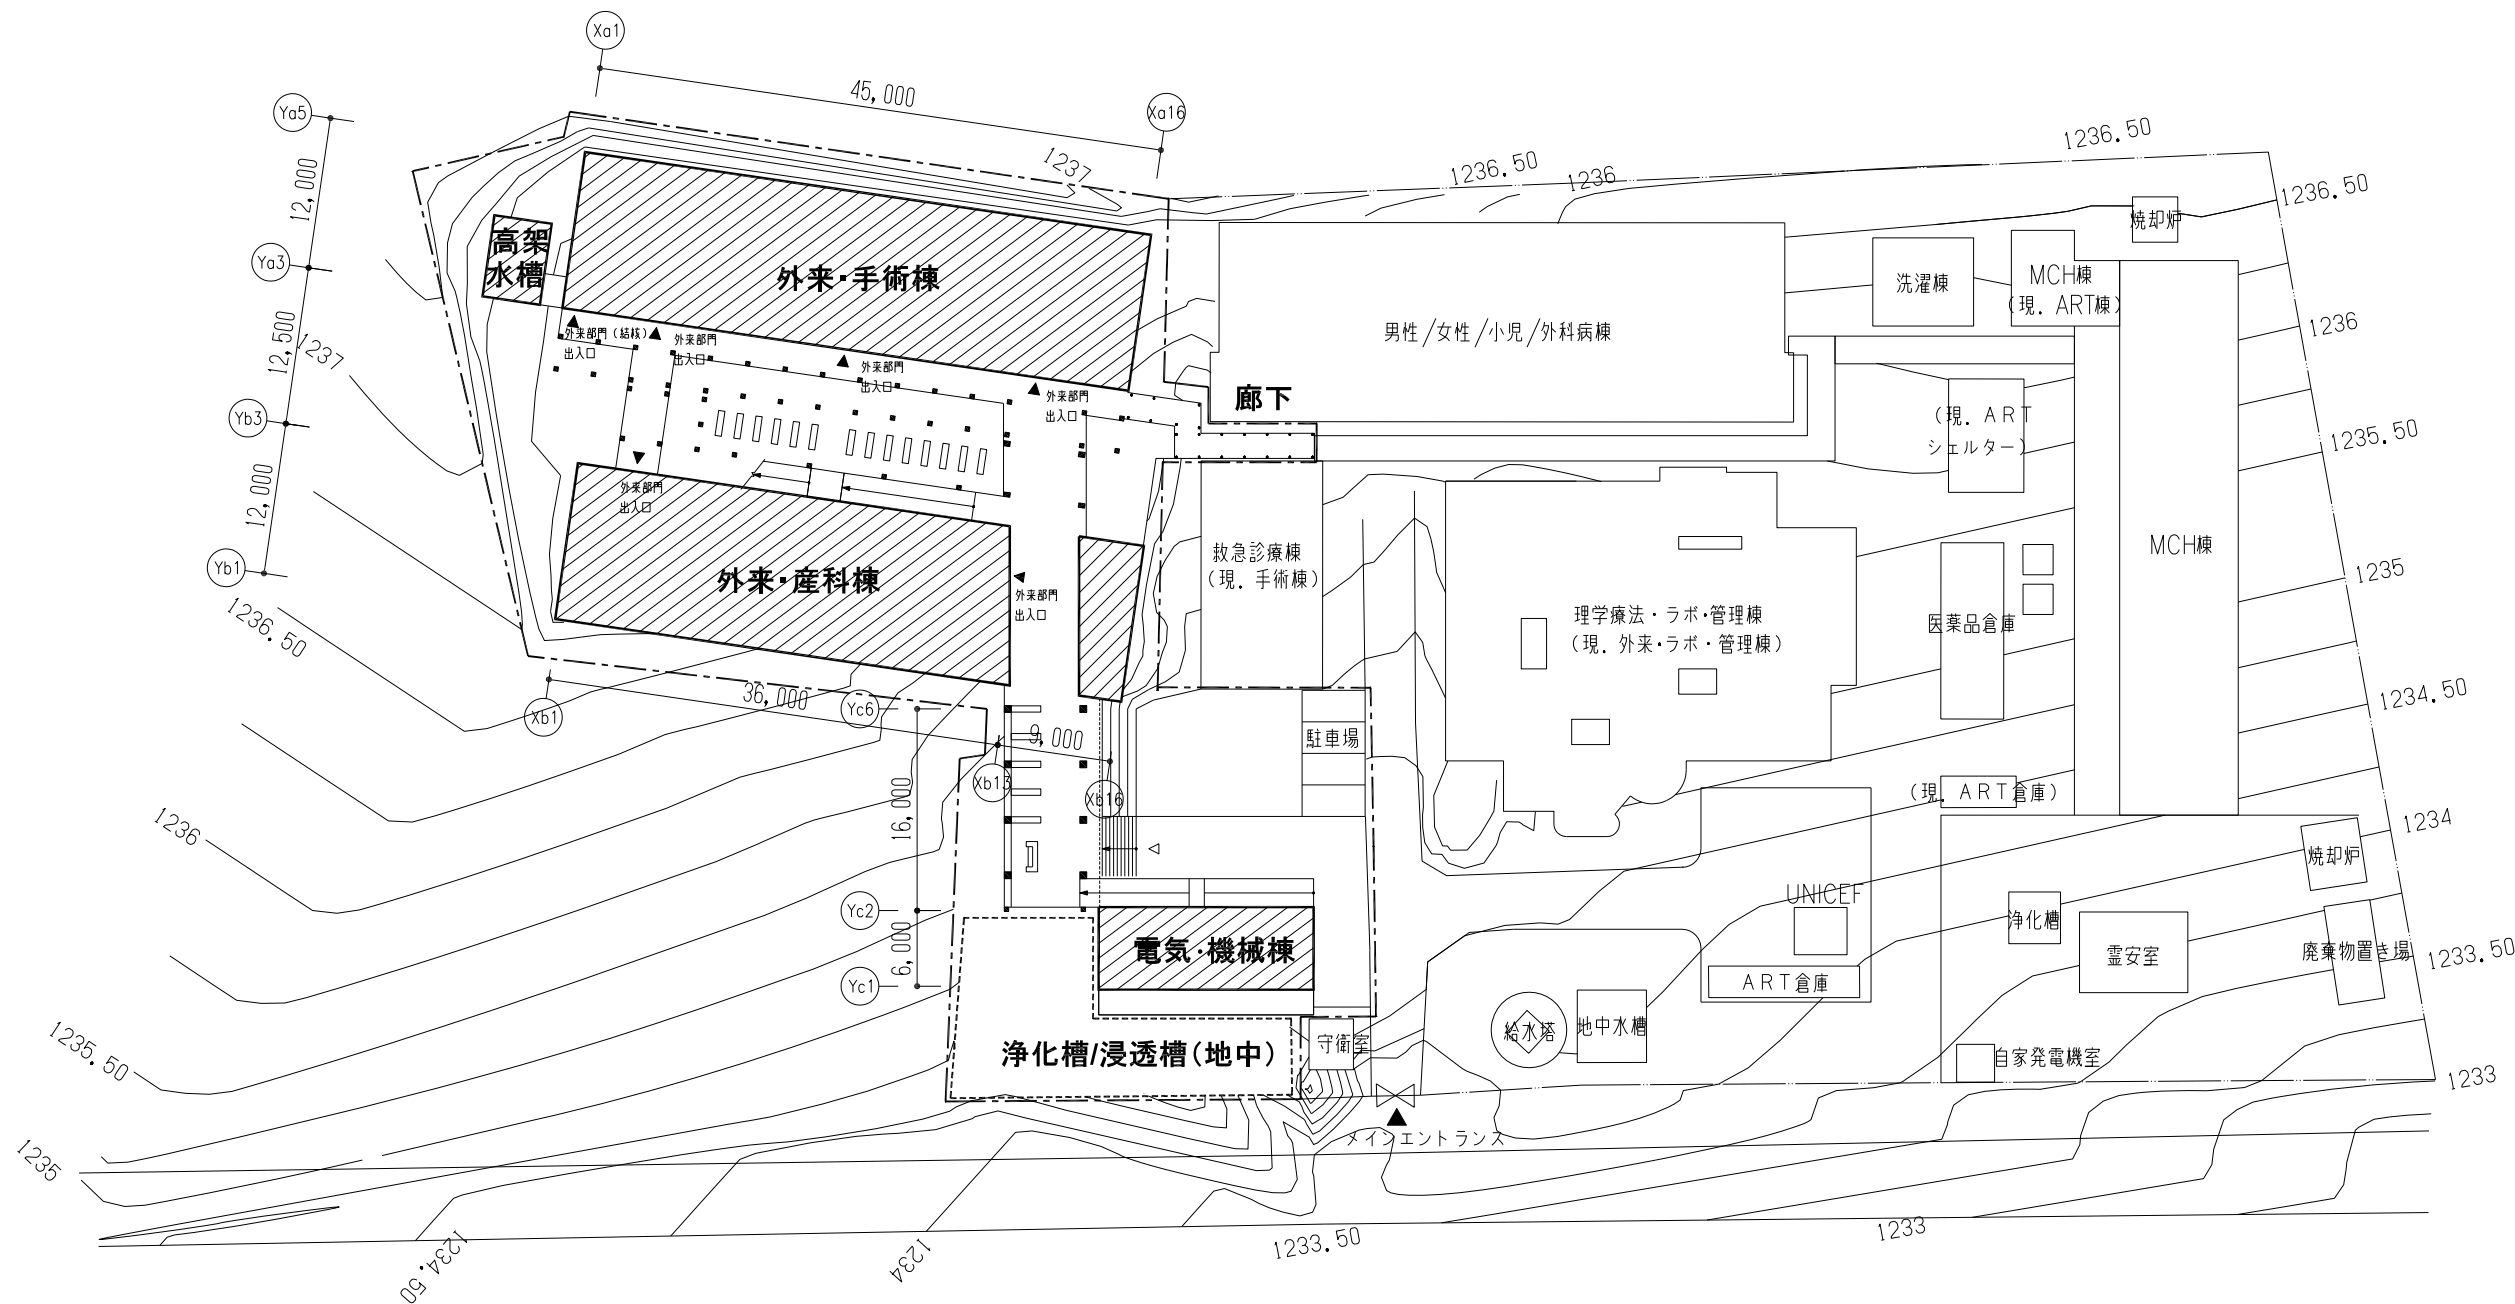 Xa1
45,000
Xa16
Ya5
12,000
Ya3
12,500
Yb3
12,000
Yb1
1237
1236.50
1236
1236.50
1236.50
1236
1235.50
1235
1234.50
1234
1233.50
1233
高架
水槽
外来・手術棟
外来部門(結核)
出入口
外来部門
出入口
外来部門
出入口
外来部門
出入口
廊下
男性/女性/小児/外科病棟
洗濯棟
MCH棟
(現.ART棟)
焼却炉
(現.ART
シェルター)
MCH棟
1237
外来部門
出入口
外来・産科棟
外来部門
出入口
救急診療棟
(現.手術棟)
理学療法・ラボ・管理棟
(現.外来・ラボ・管理棟)
医薬品倉庫
1236.50
Xb1
36,000
Yc6
9,000
Xb13
Xb16
駐車場
(現.ART倉庫)
1236
16,000
Yc2
6,000
Yc1
UNICEF
ART倉庫
焼却炉
浄化槽
霊安室
廃棄物置き場
電気・機械棟
浄化槽/浸透槽(地中)
守衛室
給水塔
地中水槽
自家発電機室
メインエントランス
1235.50
1235
1234.50
1234
1233.50
1233